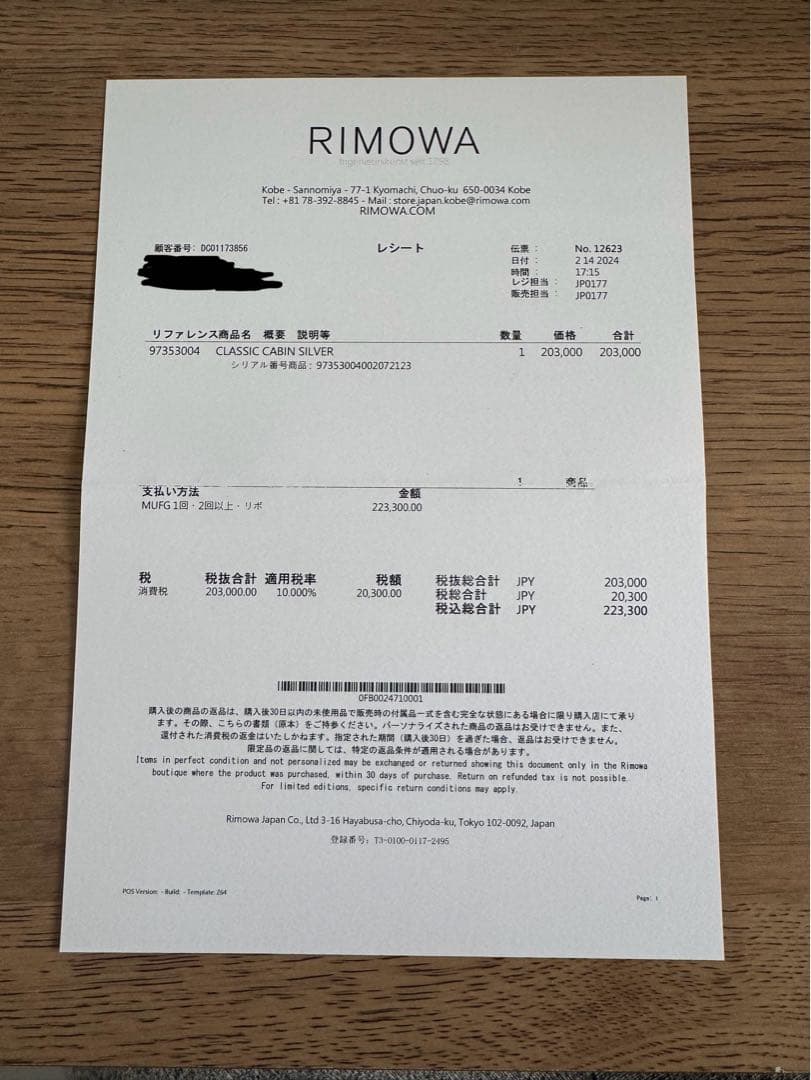 RIMOWA
Ingenieurskunst seit 1898
Kobe - Sannomiya - 77-1 Kyomachi, Chuo-ku 650-0034 Kobe
Tel : +81 78-392-8845 - Mail : store.japan.kobe@rimowa.com
RIMOWA.COM
顧客番号: DC01173856
レシート
伝票 : No. 12623
日付 : 2 14 2024
時間 : 17:15
レジ担当 : JP0177
販売担当 : JP0177
リファレンス商品名 概要 説明等 数量 価格 合計
97353004 CLASSIC CABIN SILVER 1 203,000 203,000
シリアル番号商品 : 97353004002072123
1 商品
支払い方法 金額
MUFG 1回・2回以上・リボ 223,300.00
税 税抜合計 適用税率 税額
消費税 203,000.00 10.000% 20,300.00
税抜総合計 JPY 203,000
税総合計 JPY 20,300
税込総合計 JPY 223,300
0FB0024710001
購入後の商品の返品は、購入後30日以内の未使用品で販売時の付属品一式を含む完全な状態にある場合に限り購入店にて承り
ます。その際、こちらの書類（原本）をご持参ください。パーソナライズされた商品の返品はお受けできません。また、
還付された消費税の返金はいたしかねます。指定された期間（購入後30日）を過ぎた場合、返品はお受けできません。
限定品の返品に関しては、特定の返品条件が適用される場合があります。
Items in perfect condition and not personalized may be exchanged or returned showing this document only in the Rimowa
boutique where the product was purchased, within 30 days of purchase. Return on refunded tax is not possible.
For limited editions, specific return conditions may apply.
Rimowa Japan Co., Ltd 3-16 Hayabusa-cho, Chiyoda-ku, Tokyo 102-0092, Japan
登録番号: T3-0100-0117-2495
POS Version: - Build: - Template: Z64
Page: 1